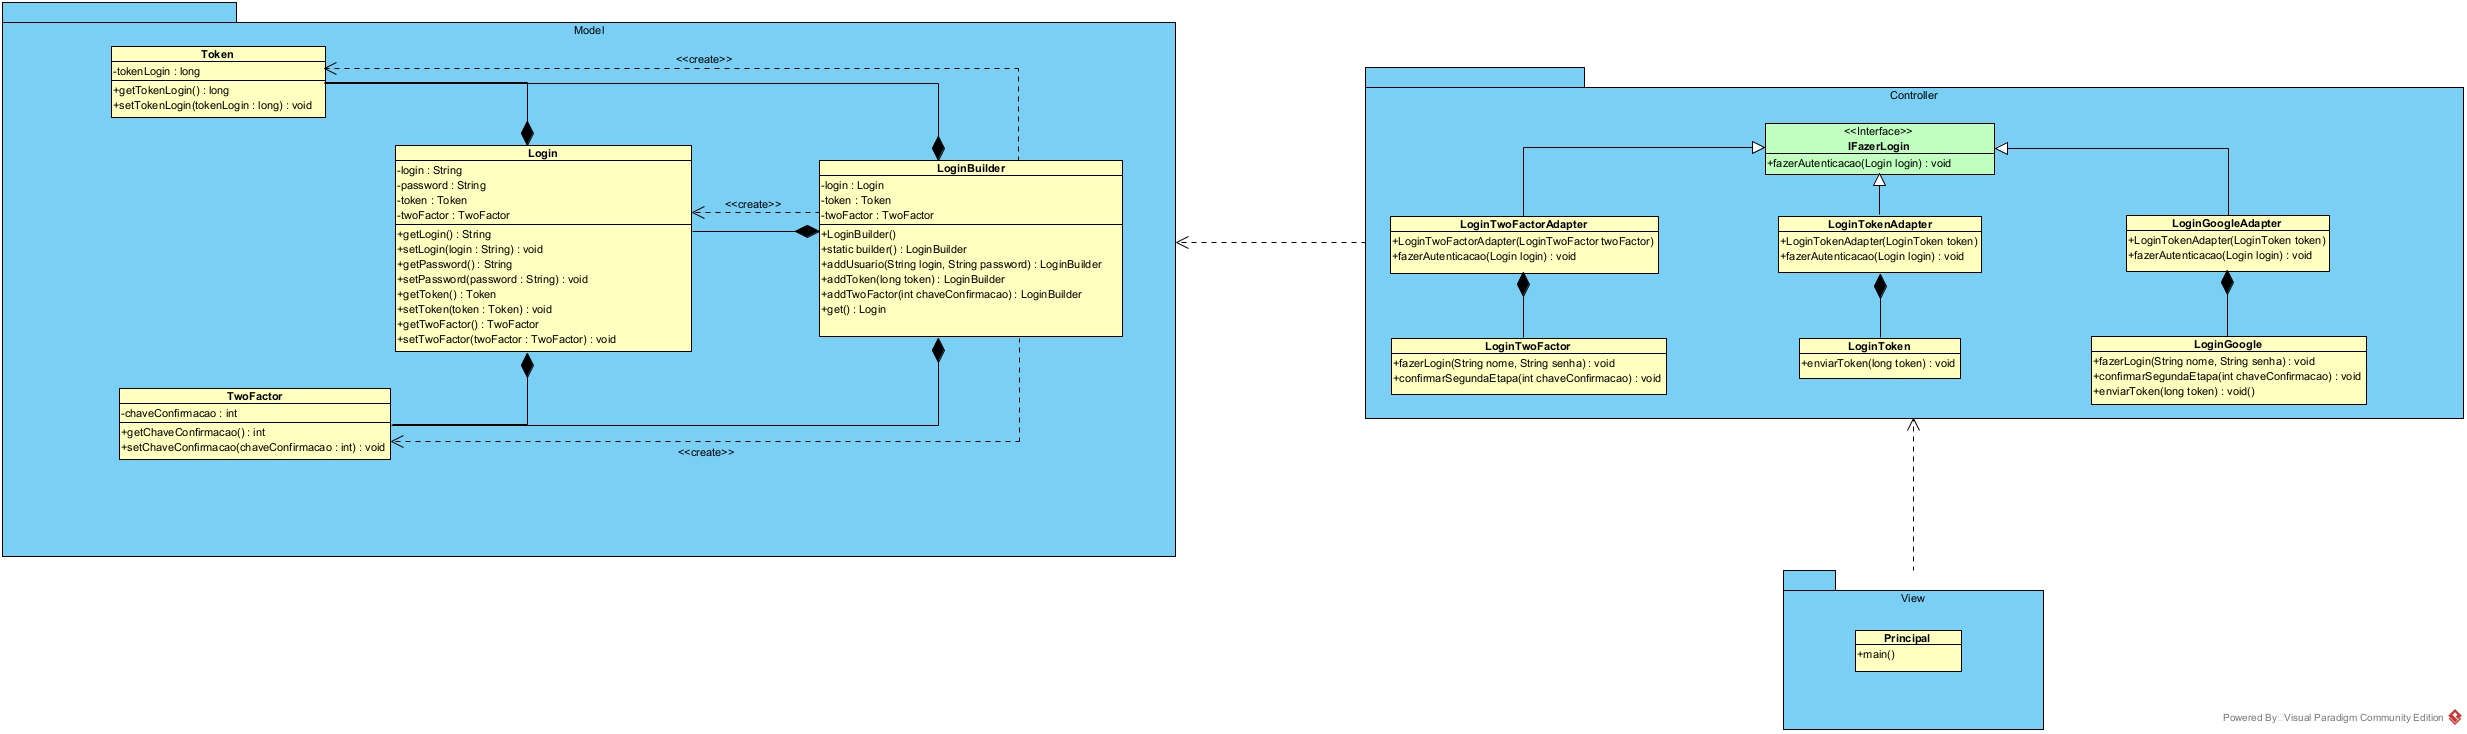 Model
Token
-tokenLogin : long
+getTokenLogin() : long
+setTokenLogin(tokenLogin : long) : void
<<create>>
Login
-login : String
-password : String
-token : Token
-twoFactor : TwoFactor
+getLogin() : String
+setLogin(login : String) : void
+getPassword() : String
+setPassword(password : String) : void
+getToken() : Token
+setToken(token : Token) : void
+getTwoFactor() : TwoFactor
+setTwoFactor(twoFactor : TwoFactor) : void
<<create>>
LoginBuilder
-login : Login
-token : Token
-twoFactor : TwoFactor
+LoginBuilder()
+static builder() : LoginBuilder
+addUsuario(String login, String password) : LoginBuilder
+addToken(long token) : LoginBuilder
+addTwoFactor(int chaveConfirmacao) : LoginBuilder
+get() : Login
TwoFactor
-chaveConfirmacao : int
+getChaveConfirmacao() : int
+setChaveConfirmacao(chaveConfirmacao : int) : void
<<create>>
Controller
<<Interface>>
IFazerLogin
+fazerAutenticacao(Login login) : void
LoginTwoFactorAdapter
+LoginTwoFactorAdapter(LoginTwoFactor twoFactor)
+fazerAutenticacao(Login login) : void
LoginTokenAdapter
+LoginTokenAdapter(LoginToken token)
+fazerAutenticacao(Login login) : void
LoginGoogleAdapter
+LoginTokenAdapter(LoginToken token)
+fazerAutenticacao(Login login) : void
LoginTwoFactor
+fazerLogin(String nome, String senha) : void
+confirmarSegundaEtapa(int chaveConfirmacao) : void
LoginToken
+enviarToken(long token) : void
LoginGoogle
+fazerLogin(String nome, String senha) : void
+confirmarSegundaEtapa(int chaveConfirmacao) : void
+enviarToken(long token) : void()
View
Principal
+main()
Powered By Visual Paradigm Community Edition